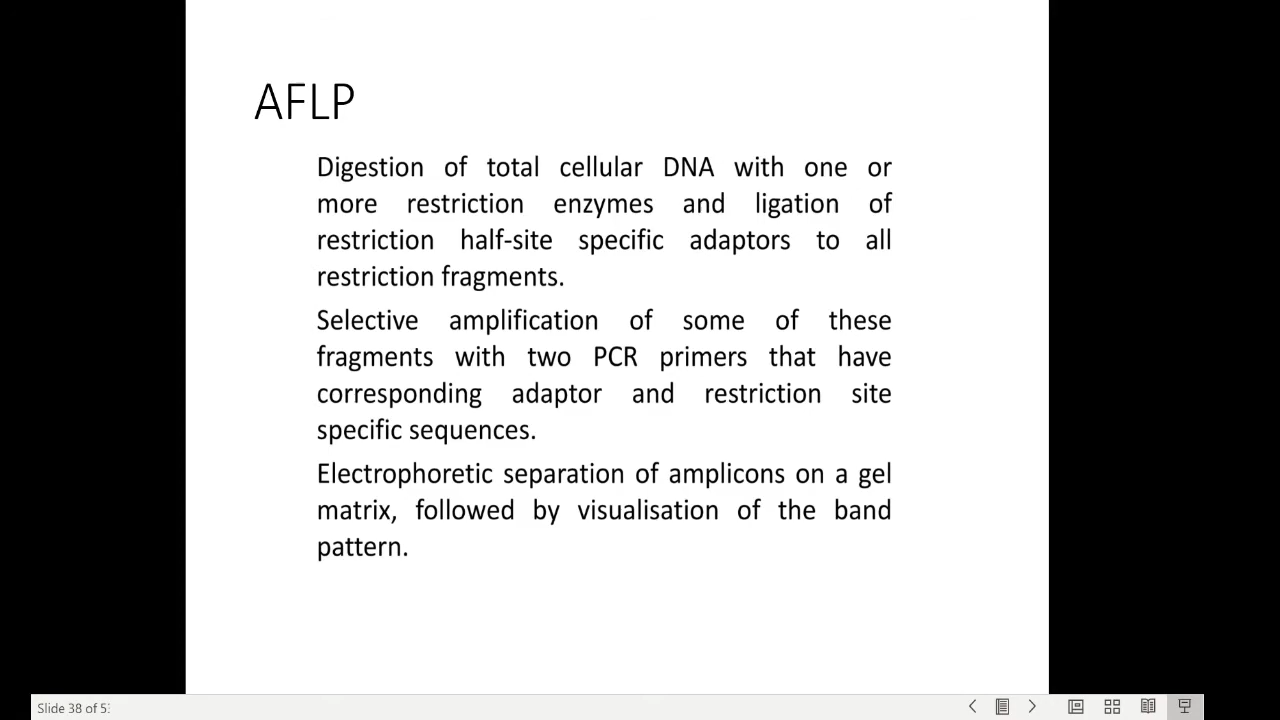 AFLP
Digestion of total cellular DNA with one or
more restriction enzymes and ligation of
restriction half-site specific adaptors to all
restriction fragments.
Selective amplification of some of these
fragments with two PCR primers that have
corresponding adaptor and restriction site
specific sequences.
Electrophoretic separation of amplicons on a gel
matrix, followed by visualisation of the band
pattern.
Slide 38 of